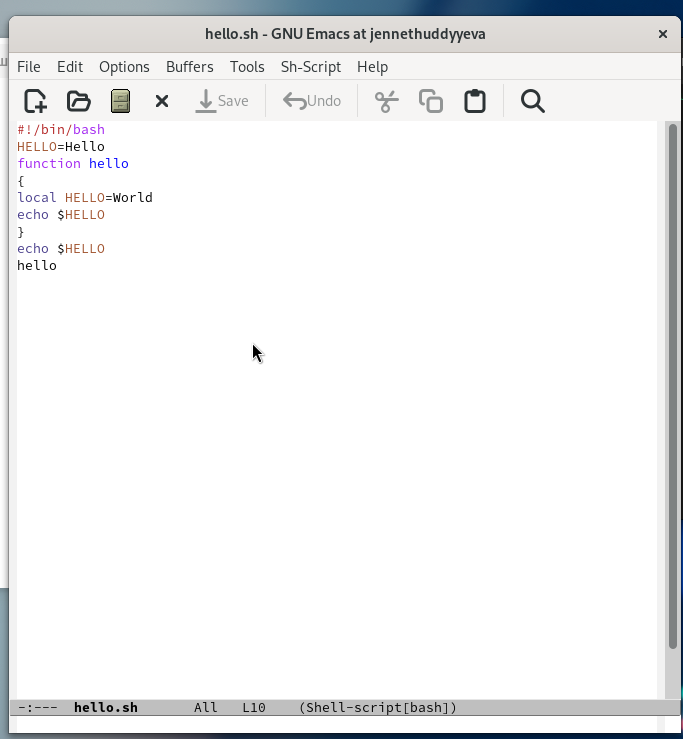 hello.sh - GNU Emacs at jennethuddyyeva
File Edit Options Buffers Tools Sh-Script Help
Save Undo
#!/bin/bash
HELLO=Hello
function hello
{
local HELLO=World
echo $HELLO
}
echo $HELLO
hello
-:--- hello.sh All L10 (Shell-script[bash])